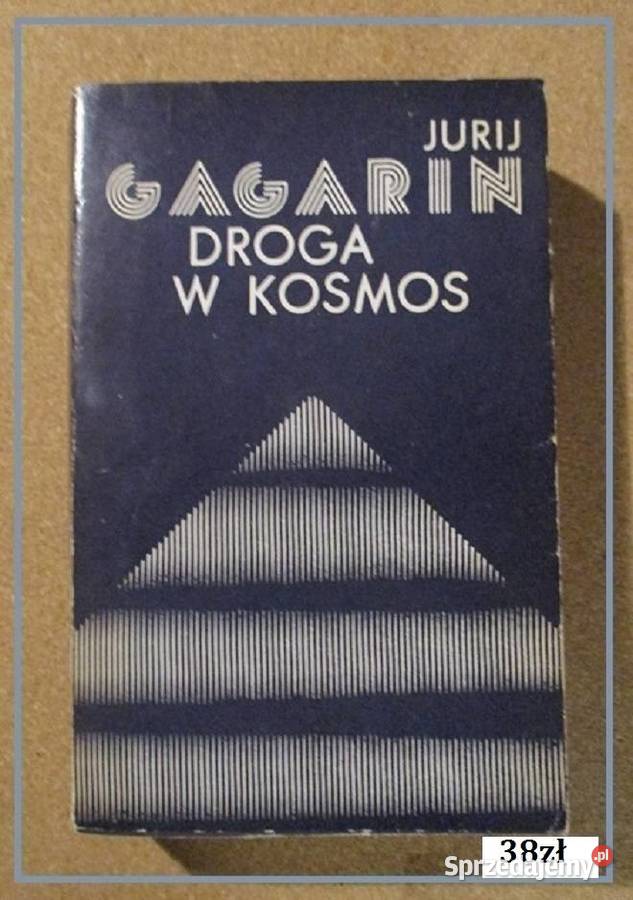 JURIJ
GAGARIN
DROGA
W KOSMOS
38zł
Sprzedajemy.pl